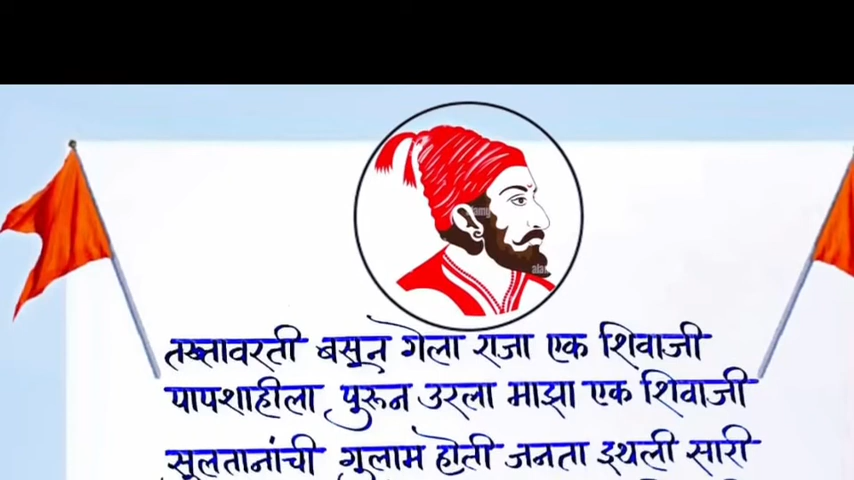 तख्तावरती बसून गेला राजा एक शिवाजी
पापशाहीला पुरून उरला माझा एक शिवाजी
सूलतानांची गुलाम होती जनता इथली सारी